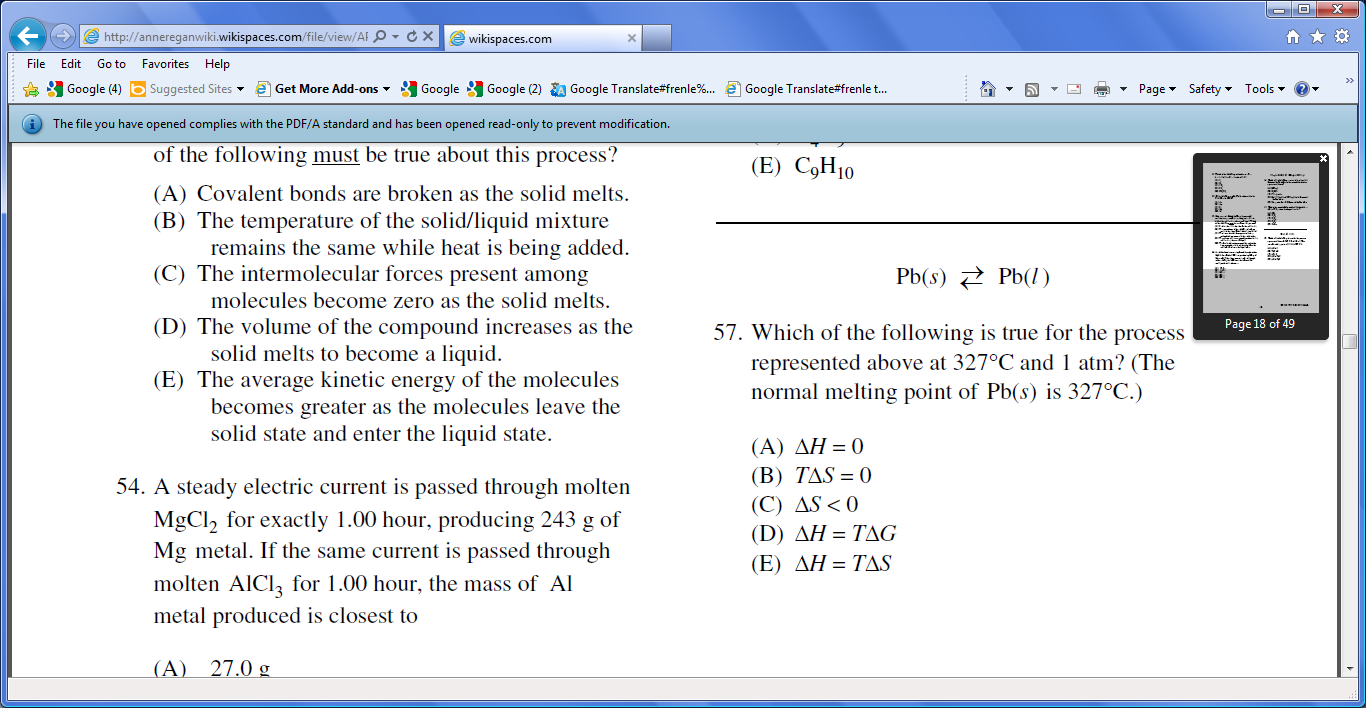 http://annereganwiki.wikispaces.com/file/view/AF
wikispaces.com
File Edit Go to Favorites Help
Google (4) Suggested Sites Get More Add-ons Google Google (2) Google Translate#frenle%... Google Translate#frenle t...
Page Safety Tools
The file you have opened complies with the PDF/A standard and has been opened read-only to prevent modification.
of the following must be true about this process?
(A) Covalent bonds are broken as the solid melts.
(B) The temperature of the solid/liquid mixture
remains the same while heat is being added.
(C) The intermolecular forces present among
molecules become zero as the solid melts.
(D) The volume of the compound increases as the
solid melts to become a liquid.
(E) The average kinetic energy of the molecules
becomes greater as the molecules leave the
solid state and enter the liquid state.
54. A steady electric current is passed through molten
MgCl₂ for exactly 1.00 hour, producing 243 g of
Mg metal. If the same current is passed through
molten AlCl₃ for 1.00 hour, the mass of Al
metal produced is closest to
(A) 27.0 g
(E) C₉H₁₀
Pb(s) ⇄ Pb(l)
57. Which of the following is true for the process
represented above at 327°C and 1 atm? (The
normal melting point of Pb(s) is 327°C.)
(A) ΔH = 0
(B) TΔS = 0
(C) ΔS < 0
(D) ΔH = TΔG
(E) ΔH = TΔS
Page 18 of 49